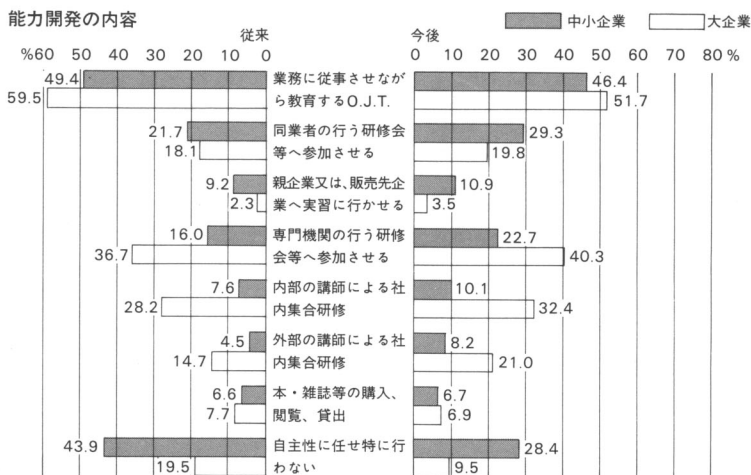 能力開発の内容
中小企業 大企業
従来 今後
%60 50 40 30 20 10 0 0 10 20 30 40 50 60 70 80%
49.4 業務に従事させなが 46.4
59.5 ら教育するO.J.T. 51.7
21.7 同業者の行う研修会 29.3
18.1 等へ参加させる 19.8
9.2 親企業又は、販売先企 10.9
2.3 業へ実習に行かせる 3.5
16.0 専門機関の行う研修 22.7
36.7 会等へ参加させる 40.3
7.6 内部の講師による社 10.1
28.2 内集合研修 32.4
4.5 外部の講師による社 8.2
14.7 内集合研修 21.0
6.6 本・雑誌等の購入、 6.7
7.7 閲覧、貸出 6.9
43.9 自主性に任せ特に行 28.4
19.5 わない 9.5